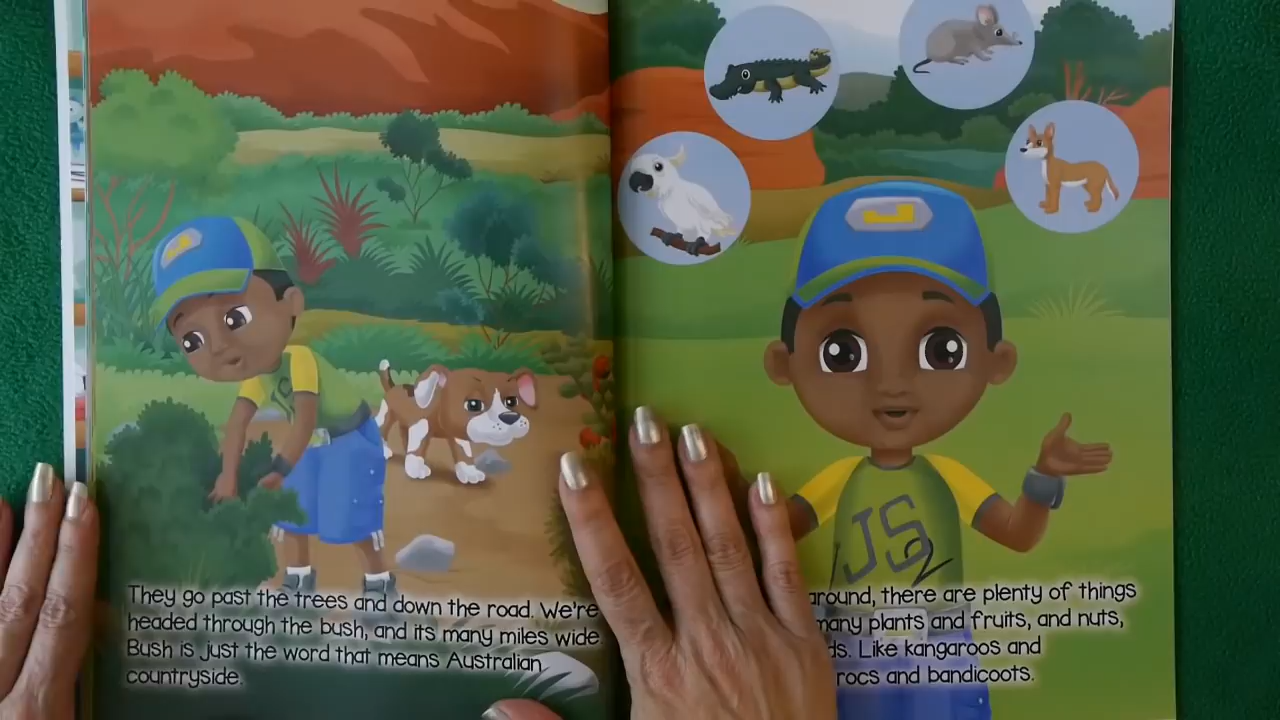 They go past the trees and down the road. We're
headed through the bush, and its many miles wide
Bush is just the word that means Australian
countryside.
J
JS
around, there are plenty of things
many plants and fruits, and nuts,
Like kangaroos and
and bandicoots.